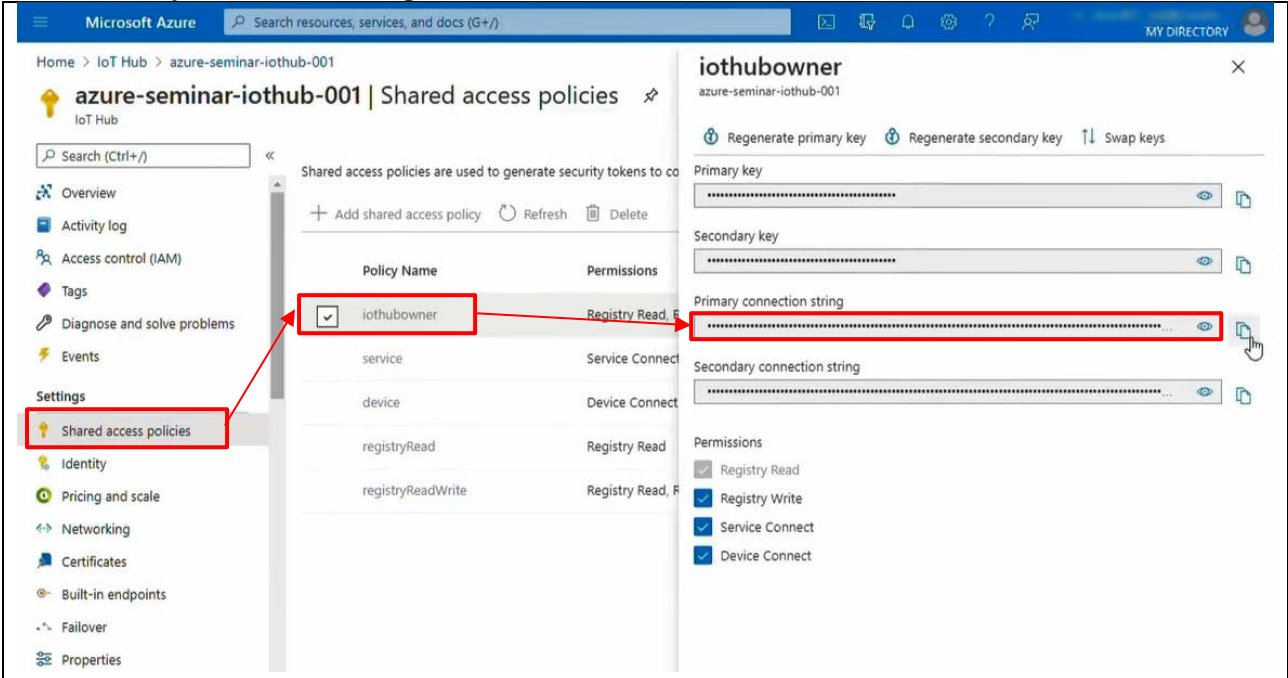 Microsoft Azure
Search resources, services, and docs (G+/)
MY DIRECTORY
Home > IoT Hub > azure-seminar-iothub-001
azure-seminar-iothub-001 | Shared access policies
IoT Hub
Search (Ctrl+/)
«
Overview
Activity log
Access control (IAM)
Tags
Diagnose and solve problems
Events
Settings
Shared access policies
Identity
Pricing and scale
Networking
Certificates
Built-in endpoints
Failover
Properties
Shared access policies are used to generate security tokens to co
Add shared access policy Refresh Delete
Policy Name Permissions
iothubowner Registry Read,
service Service Connect
device Device Connect
registryRead Registry Read
registryReadWrite Registry Read,
iothubowner
azure-seminar-iothub-001
Regenerate primary key Regenerate secondary key Swap keys
Primary key
Secondary key
Primary connection string
Secondary connection string
Permissions
Registry Read
Registry Write
Service Connect
Device Connect